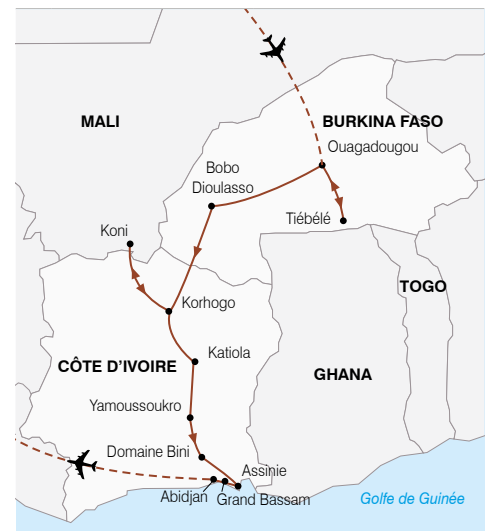 MALI
BURKINA FASO
Ouagadougou
Bobo
Dioulasso
Tiébélé
Koni
TOGO
Korhogo
Katiola
CÔTE D'IVOIRE
GHANA
Yamoussoukro
Domaine Bini
Assinie
Abidjan
Grand Bassam
Golfe de Guinée